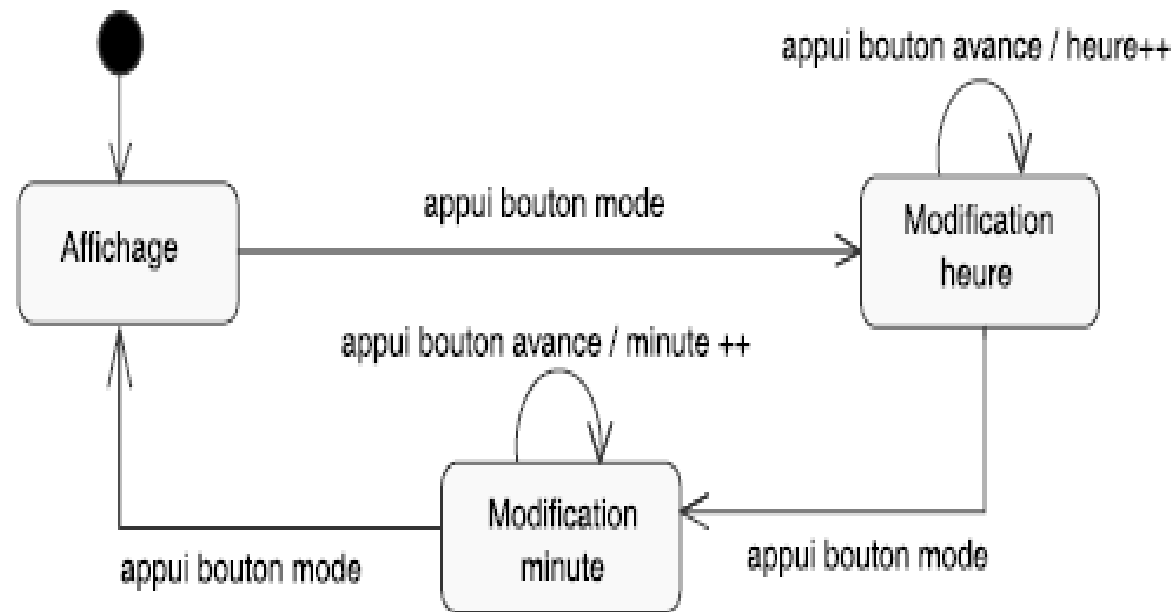 appui bouton avance / heure++
appui bouton mode
Affichage
Modification
heure
appui bouton avance / minute ++
Modification
minute
appui bouton mode
appui bouton mode